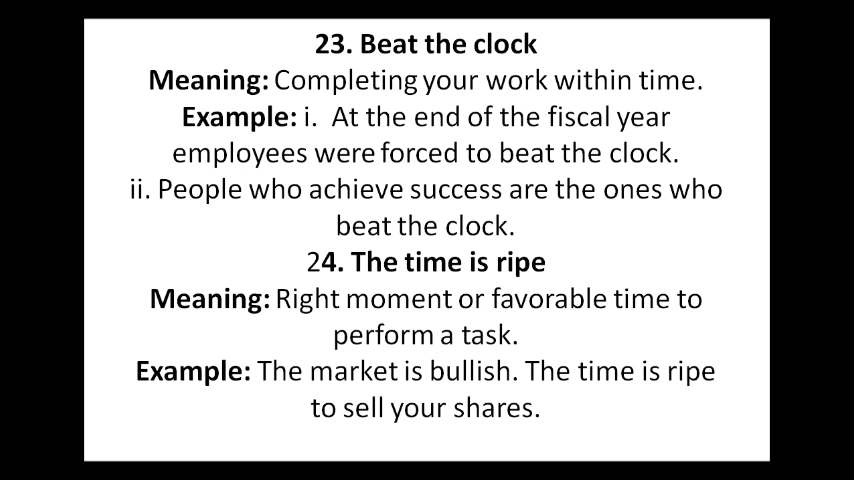 23. Beat the clock
Meaning: Completing your work within time.
Example: i. At the end of the fiscal year
employees were forced to beat the clock.
ii. People who achieve success are the ones who
beat the clock.
24. The time is ripe
Meaning: Right moment or favorable time to
perform a task.
Example: The market is bullish. The time is ripe
to sell your shares.